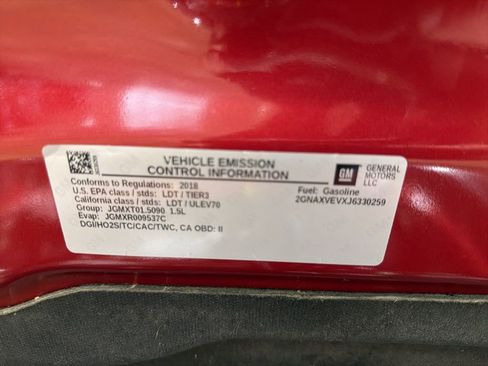 VEHICLE EMISSION
CONTROL INFORMATION
GM
GENERAL
MOTORS
LLC
Conforms to Regulations: 2018
U.S. EPA class / stds: LDT / TIER3
California class / stds: LDT / ULEV70
Group: JGMXT01.5090 1.5L
Evap: JGMXR009537C
DGI/HO2S/TC/CAC/TWC, CA OBD: II
Fuel: Gasoline
2GNAXVEVXJ6330259